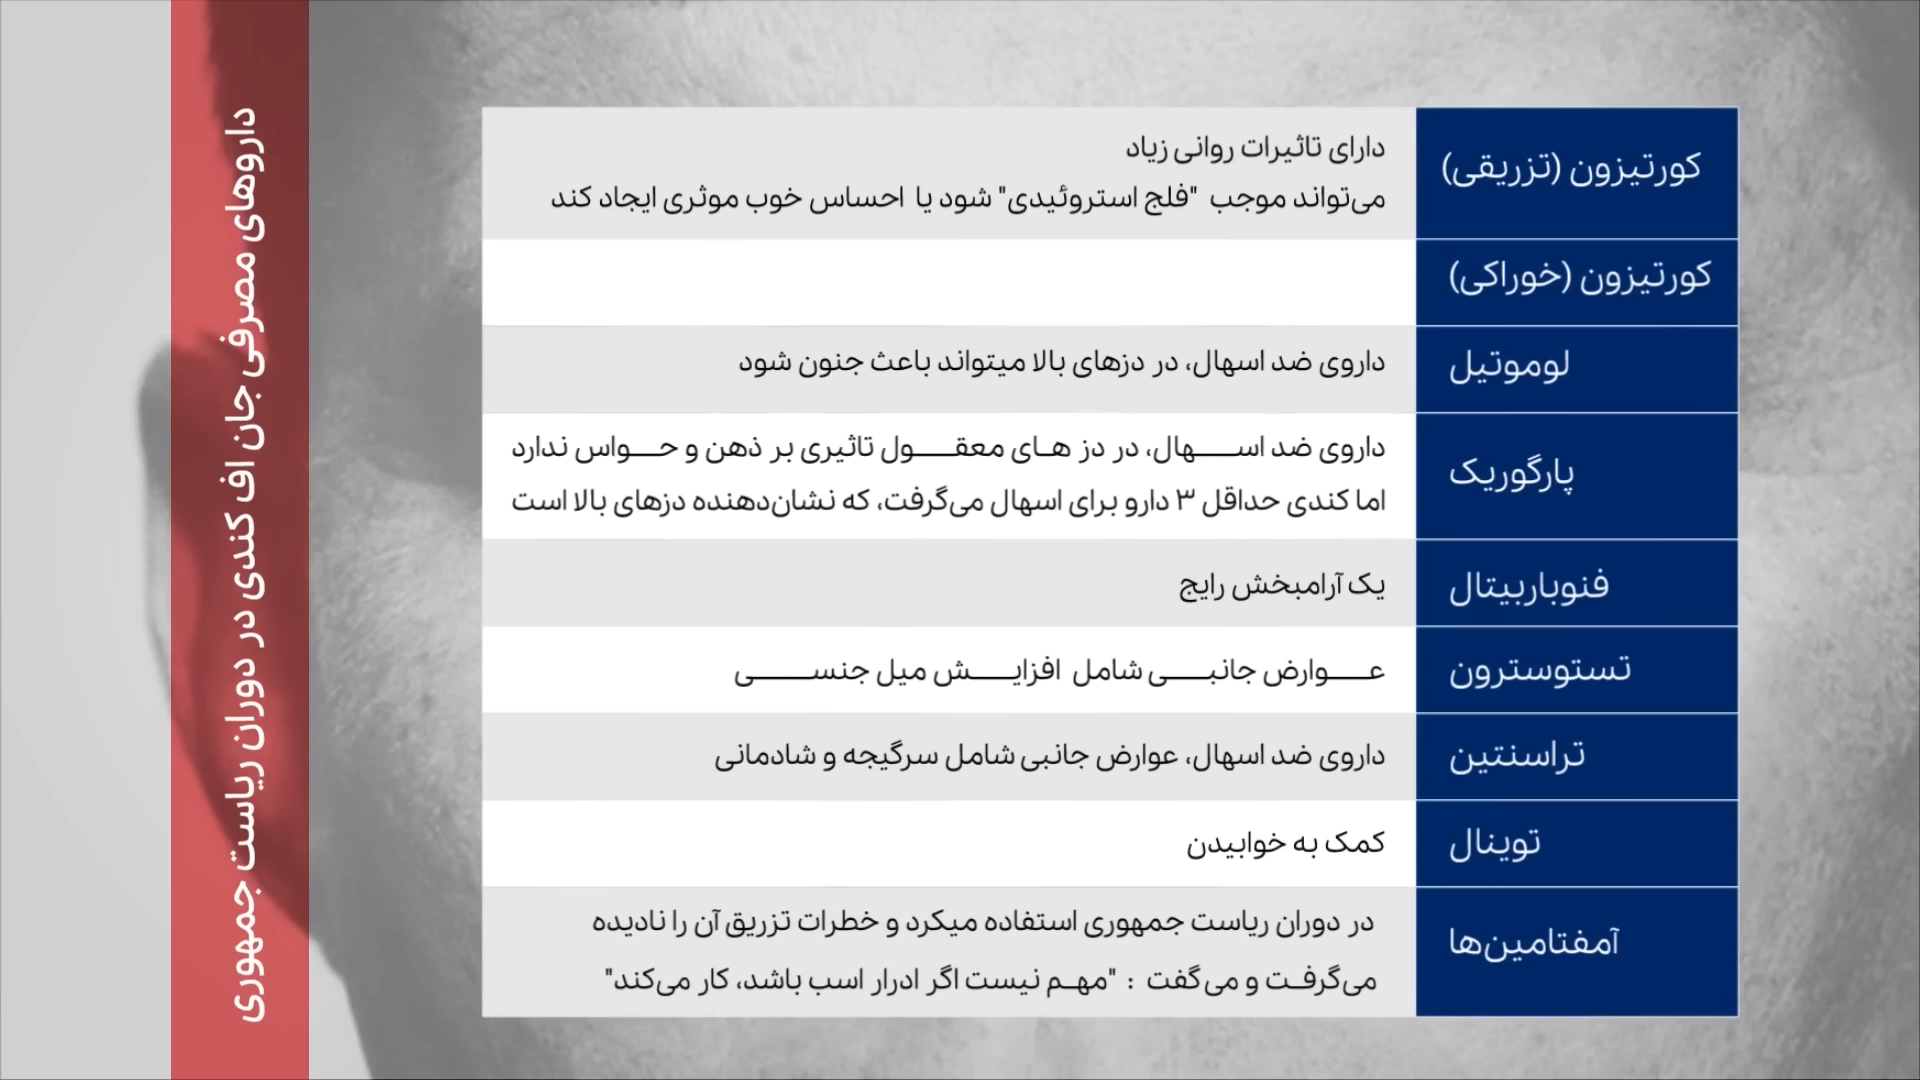 داروهای مصرفی جان اف کندی در دوران ریاست جمهوری
کورتیزون (تزریقی)
دارای تاثیرات روانی زیاد
می‌تواند موجب "فلج استروئیدی" شود یا احساس خوب موثری ایجاد کند
کورتیزون (خوراکی)
لوموتیل
داروی ضد اسهال، در دزهای بالا میتواند باعث جنون شود
پارگوریک
داروی ضد اســـهال، در دز هـای معقـــول تاثیری بر ذهن و حـــواس ندارد
اما کندی حداقل ۳ دارو برای اسهال می‌گرفت، که نشان‌دهنده دزهای بالا است
فنوباربیتال
یک آرامبخش رایج
تستوسترون
عـــوارض جانبـــی شامل افزایـــش میل جنســـی
تراسنتین
داروی ضد اسهال، عوارض جانبی شامل سرگیجه و شادمانی
توینال
کمک به خوابیدن
آمفتامین‌ها
در دوران ریاست جمهوری استفاده میکرد و خطرات تزریق آن را نادیده
می‌گرفـت و می‌گفت : "مهـم نیست اگر ادرار اسب باشد، کار می‌کند"